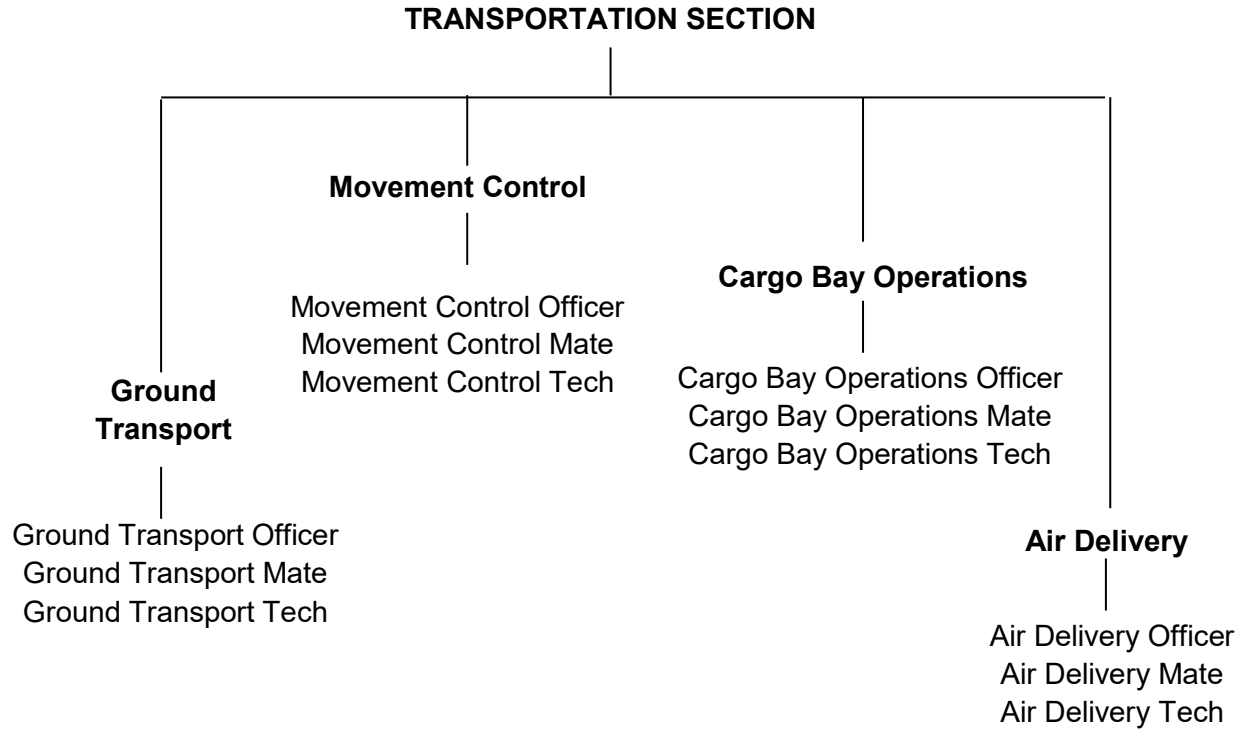 TRANSPORTATION SECTION
Movement Control
Movement Control Officer
Movement Control Mate
Movement Control Tech
Cargo Bay Operations
Cargo Bay Operations Officer
Cargo Bay Operations Mate
Cargo Bay Operations Tech
Ground
Transport
Ground Transport Officer
Ground Transport Mate
Ground Transport Tech
Air Delivery
Air Delivery Officer
Air Delivery Mate
Air Delivery Tech